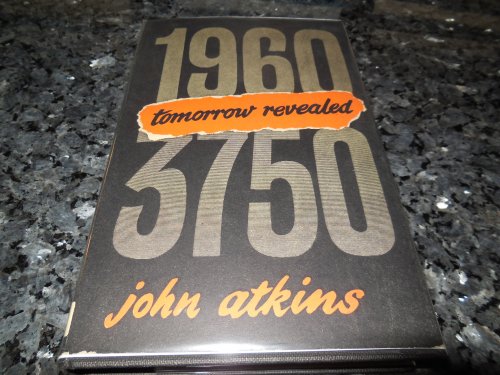 1960
tomorrow revealed
3750
john atkins